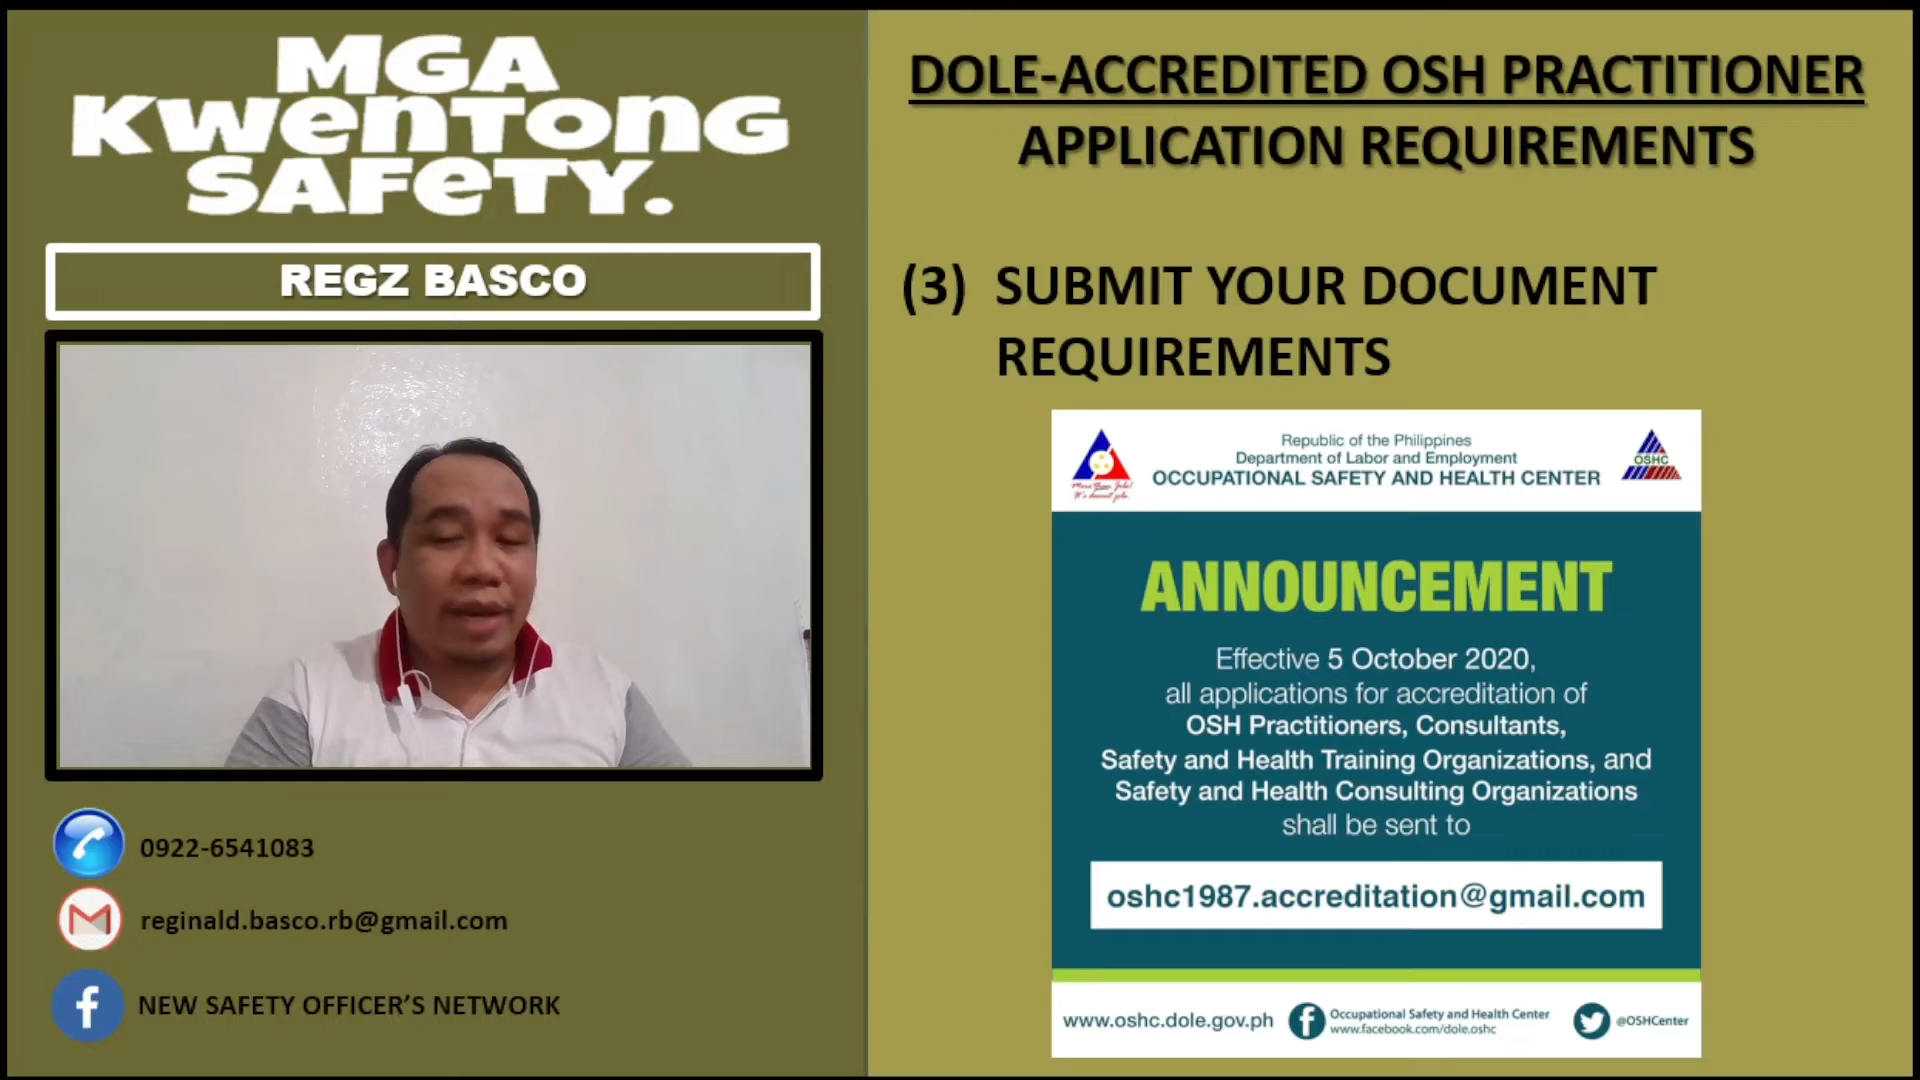 MGA
KWENTONG
SAFETY.
REGZ BASCO
0922-6541083
reginald.basco.rb@gmail.com
NEW SAFETY OFFICER'S NETWORK
DOLE-ACCREDITED OSH PRACTITIONER
APPLICATION REQUIREMENTS
(3) SUBMIT YOUR DOCUMENT
REQUIREMENTS
Republic of the Philippines
Department of Labor and Employment
OCCUPATIONAL SAFETY AND HEALTH CENTER
OSHC
ANNOUNCEMENT
Effective 5 October 2020,
all applications for accreditation of
OSH Practitioners, Consultants,
Safety and Health Training Organizations, and
Safety and Health Consulting Organizations
shall be sent to
oshc1987.accreditation@gmail.com
www.oshc.dole.gov.ph
Occupational Safety and Health Center
www.facebook.com/dole.oshc
@OSHCenter